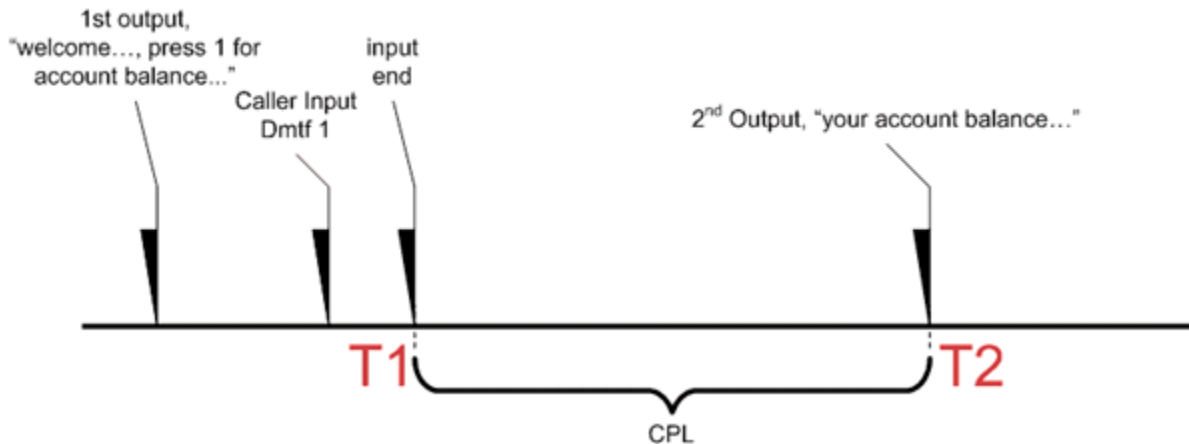 1st output,
“welcome…, press 1 for
account balance...”
Caller Input
Dmtf 1
input
end
2nd Output, “your account balance…”
T1
T2
CPL